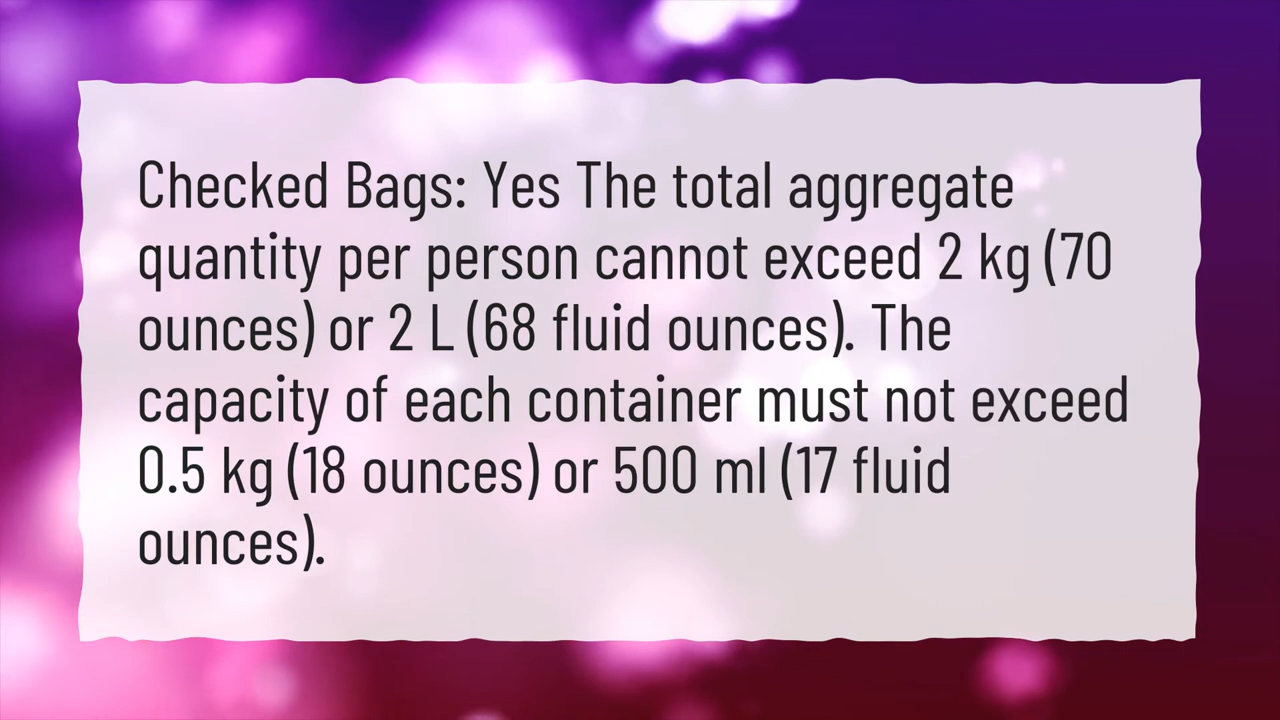 Checked Bags: Yes The total aggregate
quantity per person cannot exceed 2 kg (70
ounces) or 2 L (68 fluid ounces). The
capacity of each container must not exceed
0.5 kg (18 ounces) or 500 ml (17 fluid
ounces).